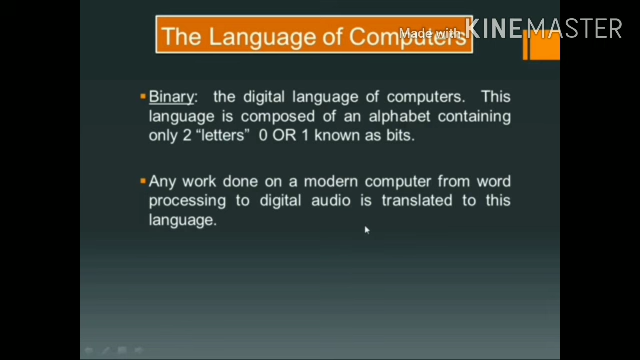 The Language of Computers
Made with KINEMASTER
Binary: the digital language of computers. This
language is composed of an alphabet containing
only 2 “letters” 0 OR 1 known as bits.
Any work done on a modern computer from word
processing to digital audio is translated to this
language.